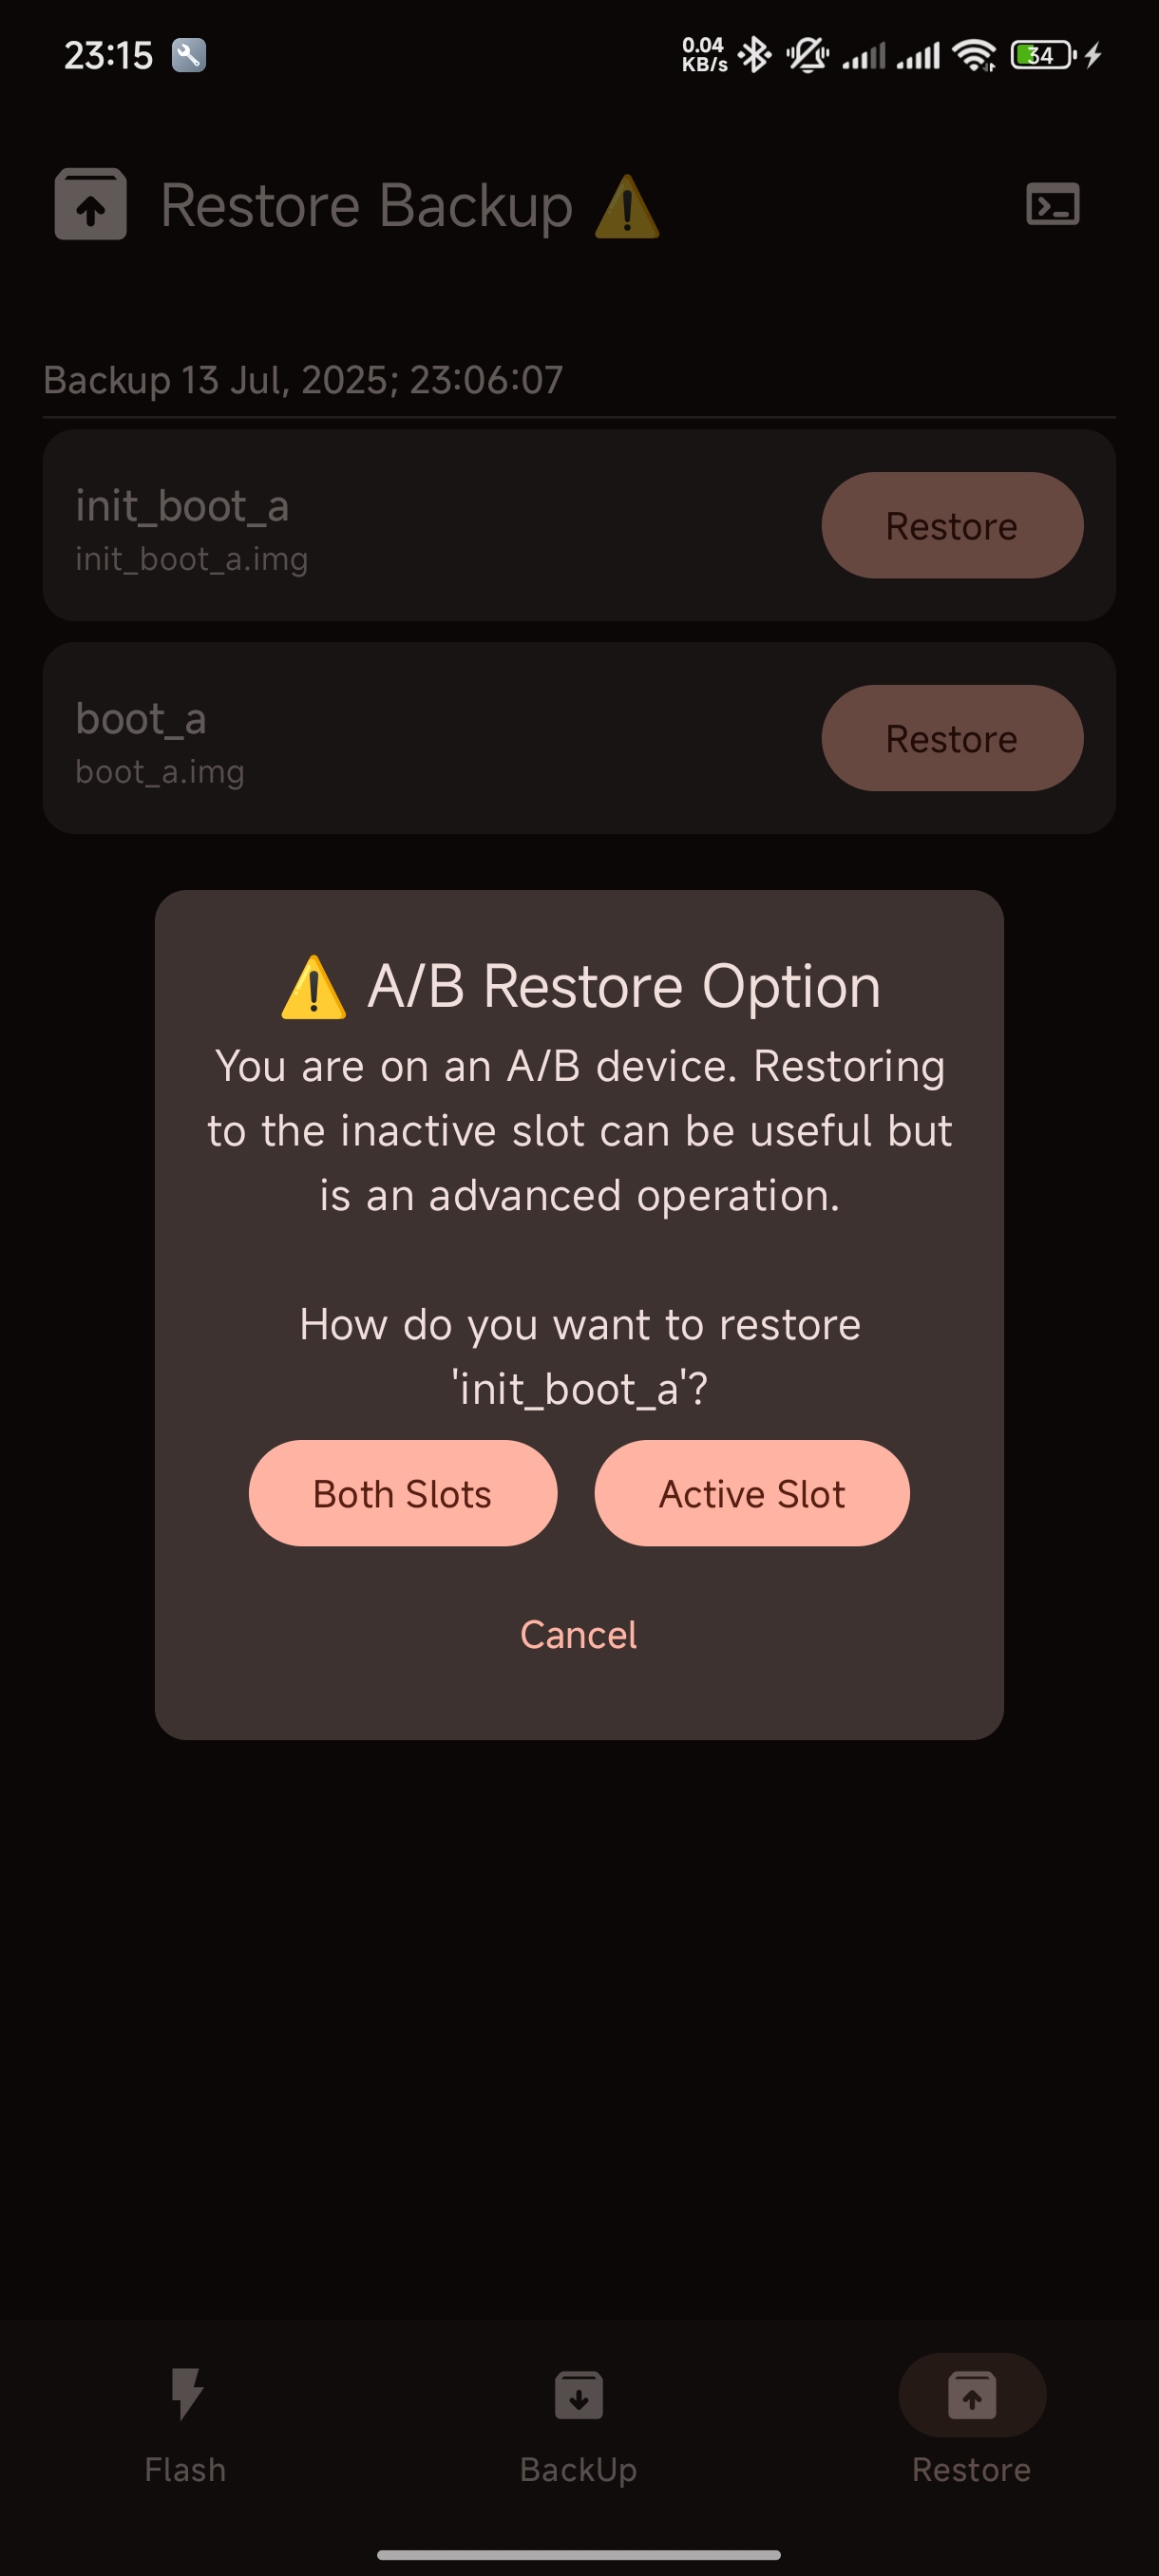 23:15
0.04
KB/s
34
Restore Backup ⚠️
Backup 13 Jul, 2025; 23:06:07
init_boot_a
init_boot_a.img
Restore
boot_a
boot_a.img
Restore
⚠️ A/B Restore Option
You are on an A/B device. Restoring
to the inactive slot can be useful but
is an advanced operation.
How do you want to restore
'init_boot_a'?
Both Slots
Active Slot
Cancel
Flash
BackUp
Restore